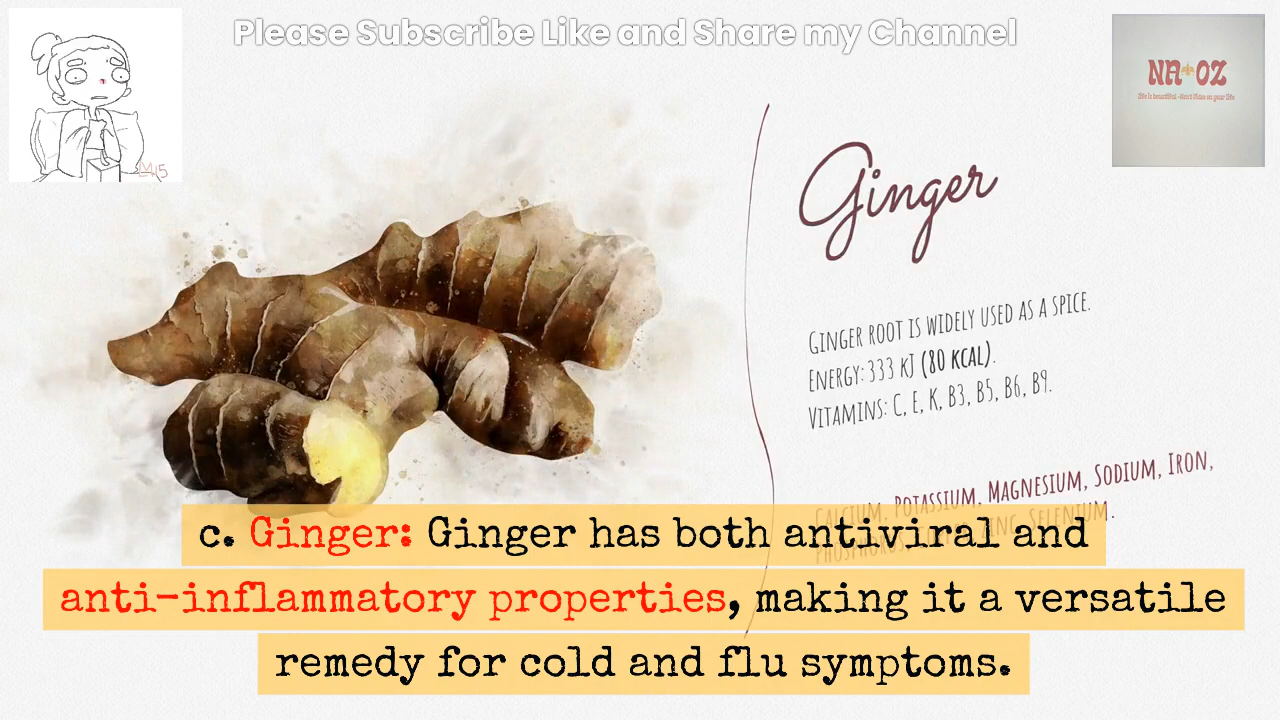 Please Subscribe Like and Share my Channel
NA OZ
Ginger
GINGER ROOT IS WIDELY USED AS A SPICE.
ENERGY: 333 KJ (80 KCAL).
VITAMINS: C, E, K, B3, B5, B6, B9.
CALCIUM, POTASSIUM, MAGNESIUM, SODIUM, IRON,
ZINC, SELENIUM.
c. Ginger: Ginger has both antiviral and
anti-inflammatory properties, making it a versatile
remedy for cold and flu symptoms.